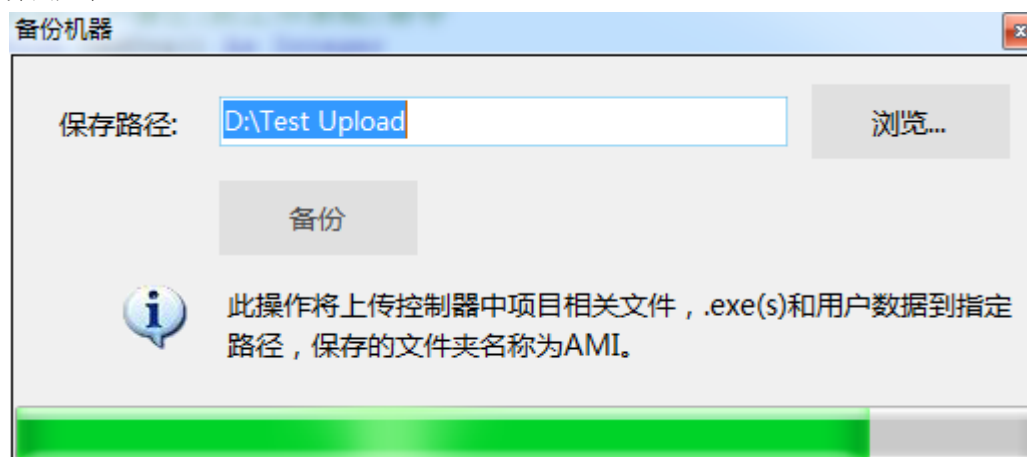 备份机器
保存路径:
D:\Test Upload
浏览...
备份
此操作将上传控制器中项目相关文件，.exe(s)和用户数据到指定
路径，保存的文件夹名称为AMI。